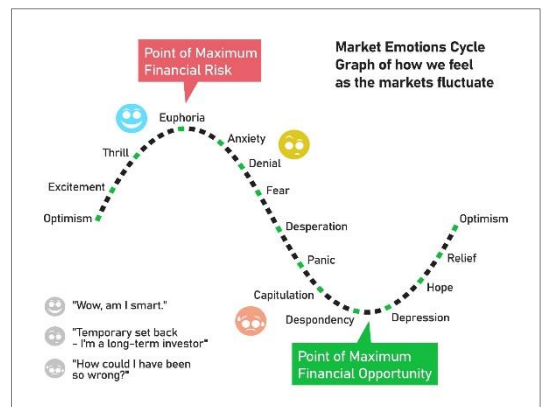 Point of Maximum
Financial Risk
Market Emotions Cycle
Graph of how we feel
as the markets fluctuate
Euphoria
Thrill
Anxiety
Denial
Excitement
Fear
Optimism
Desperation
Optimism
Panic
Relief
Capitulation
Hope
Despondency
Depression
"Wow, am I smart."
"Temporary set back
- I'm a long-term investor"
"How could I have been
so wrong?"
Point of Maximum
Financial Opportunity